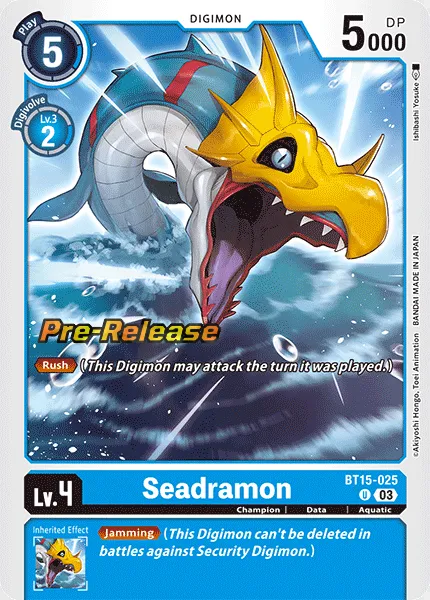 DIGIMON
Play
5
DP
5000
Digivolve
Lv.3
2
Ishibashi Yosuke
©Akiyoshi Hongo, Toei Animation BANDAI MADE IN JAPAN
Pre-Release
Rush (This Digimon may attack the turn it was played.)
BT15-025
Lv.4
Seadramon
U 03
Champion | Data | Aquatic
Inherited Effect
Jamming (This Digimon can't be deleted in
battles against Security Digimon.)